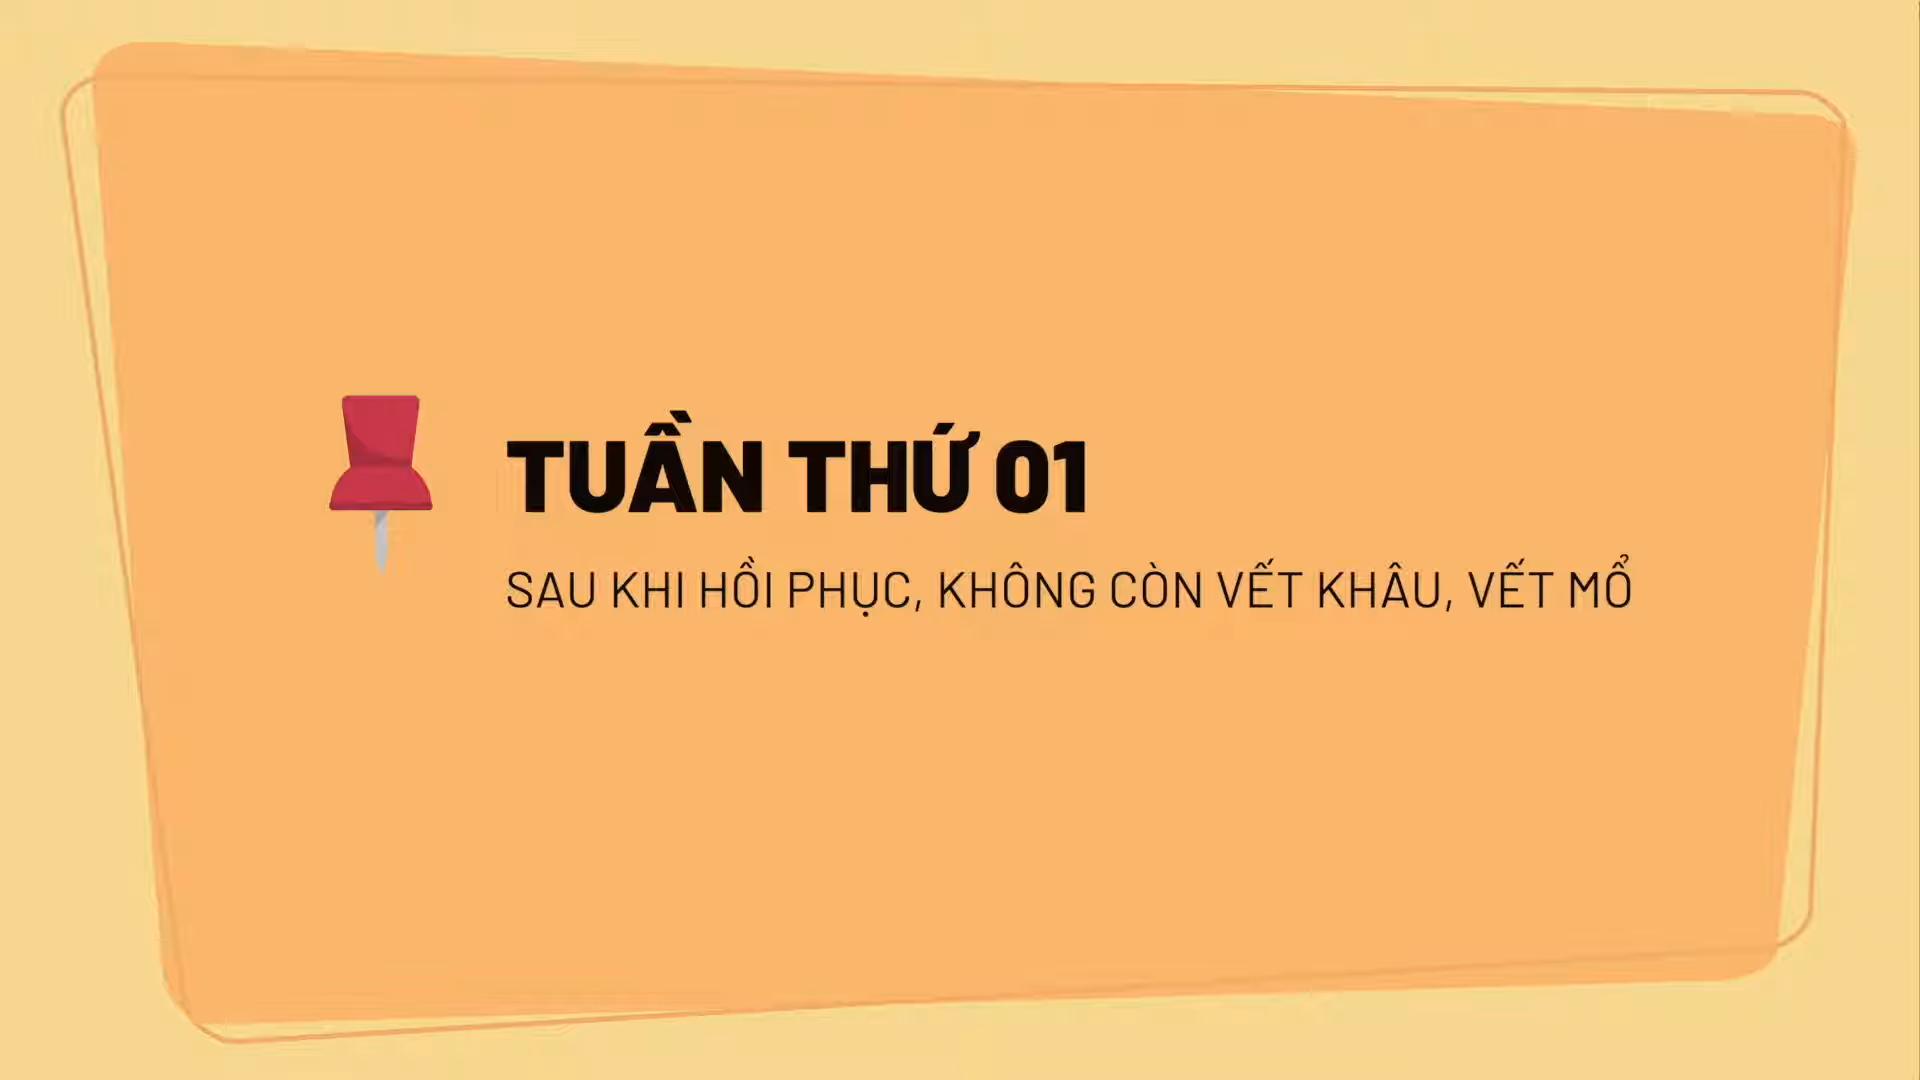 TUẦN THỨ 01
SAU KHI HỒI PHỤC, KHÔNG CÒN VẾT KHÂU, VẾT MỔ